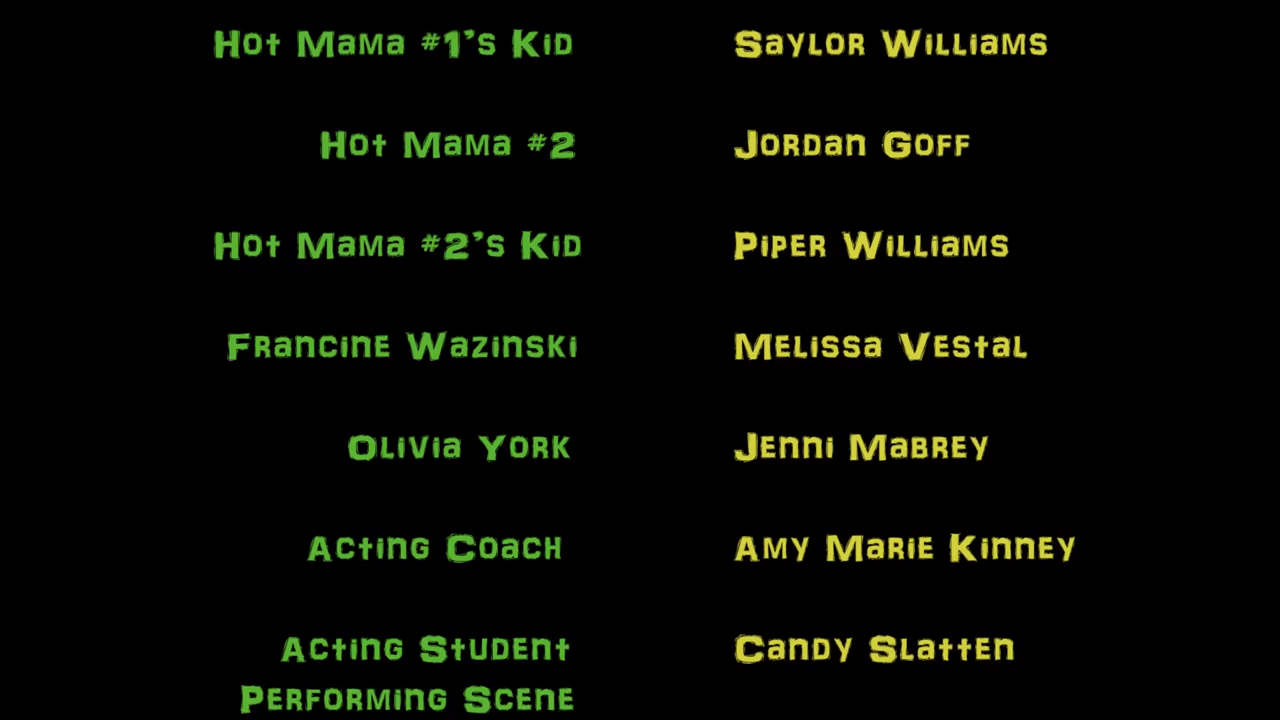 Hot Mama #1's Kid Saylor Williams
Hot Mama #2 Jordan Goff
Hot Mama #2's Kid Piper Williams
Francine Wazinski Melissa Vestal
Olivia York Jenni Mabrey
Acting Coach Amy Marie Kinney
Acting Student Candy Slatten
Performing Scene